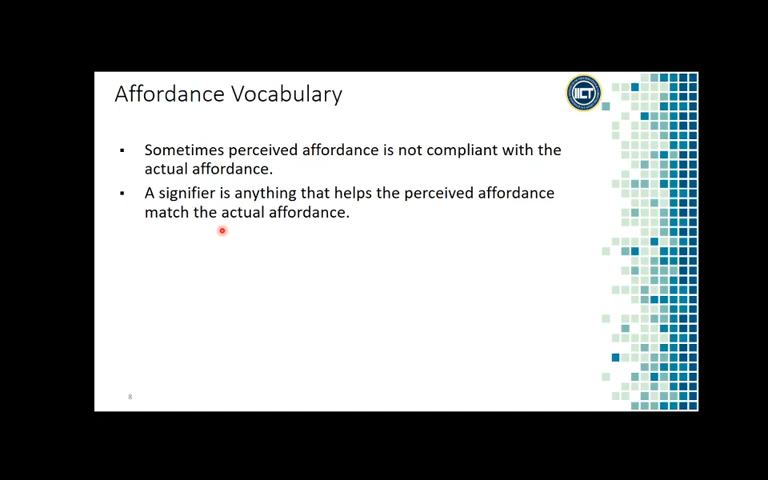 Affordance Vocabulary
IICT
▪ Sometimes perceived affordance is not compliant with the
actual affordance.
▪ A signifier is anything that helps the perceived affordance
match the actual affordance.
8